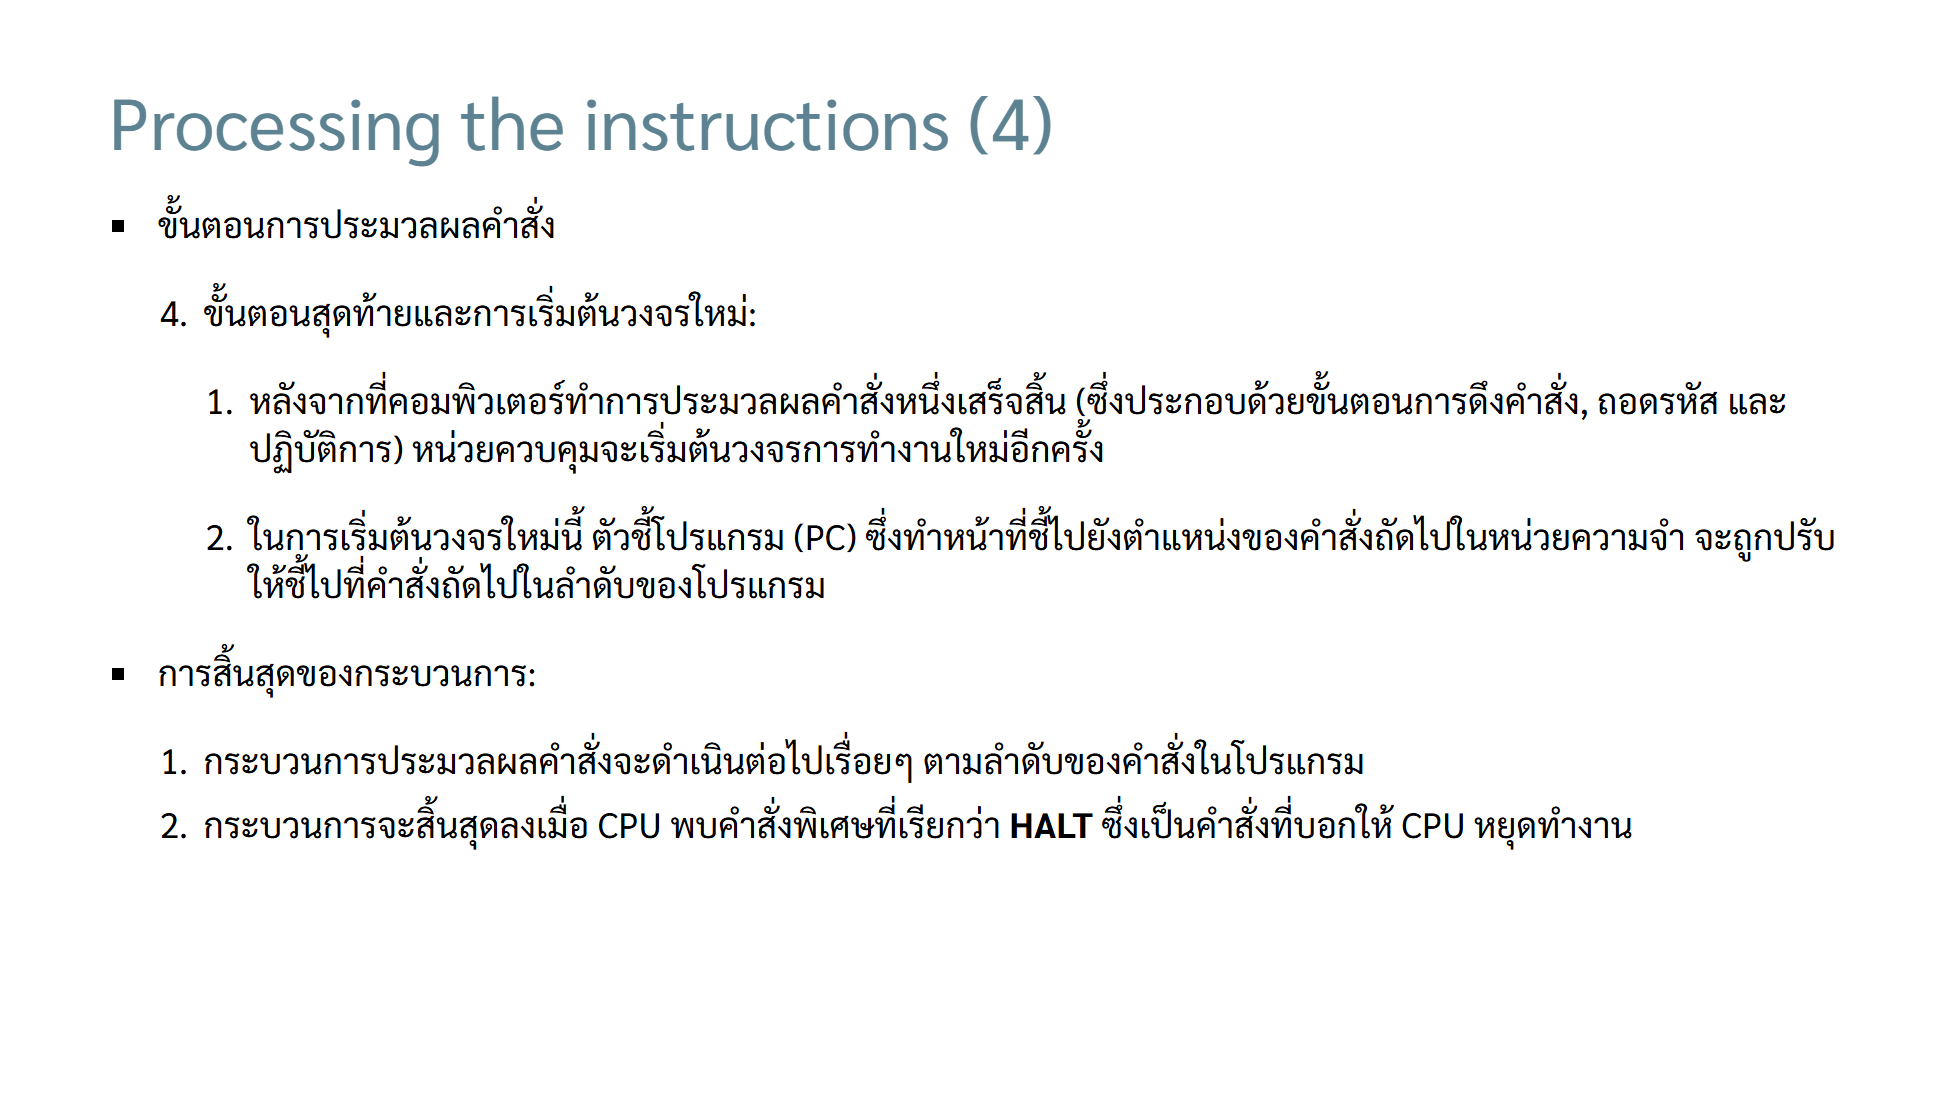 Processing the instructions (4)
▪ ขั้นตอนการประมวลผลคำสั่ง
4. ขั้นตอนสุดท้ายและการเริ่มต้นวงจรใหม่:
1. หลังจากที่คอมพิวเตอร์ทำการประมวลผลคำสั่งหนึ่งเสร็จสิ้น (ซึ่งประกอบด้วยขั้นตอนการดึงคำสั่ง, ถอดรหัส และ
ปฏิบัติการ) หน่วยควบคุมจะเริ่มต้นวงจรการทำงานใหม่อีกครั้ง
2. ในการเริ่มต้นวงจรใหม่นี้ ตัวชี้โปรแกรม (PC) ซึ่งทำหน้าที่ชี้ไปยังตำแหน่งของคำสั่งถัดไปในหน่วยความจำ จะถูกปรับ
ให้ชี้ไปที่คำสั่งถัดไปในลำดับของโปรแกรม
▪ การสิ้นสุดของกระบวนการ:
1. กระบวนการประมวลผลคำสั่งจะดำเนินต่อไปเรื่อยๆ ตามลำดับของคำสั่งในโปรแกรม
2. กระบวนการจะสิ้นสุดลงเมื่อ CPU พบคำสั่งพิเศษที่เรียกว่า HALT ซึ่งเป็นคำสั่งที่บอกให้ CPU หยุดทำงาน